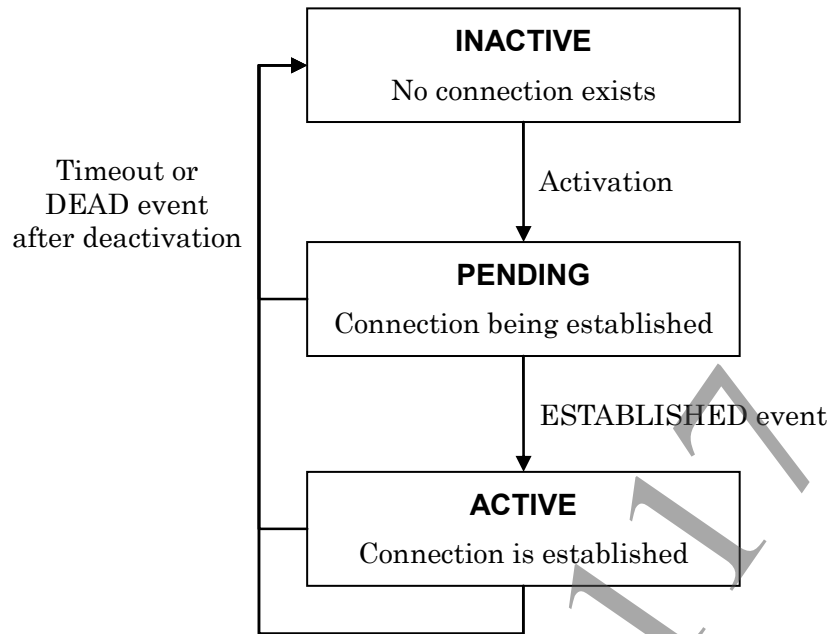 INACTIVE
No connection exists
Timeout or
DEAD event
after deactivation
Activation
PENDING
Connection being established
ESTABLISHED event
ACTIVE
Connection is established
117